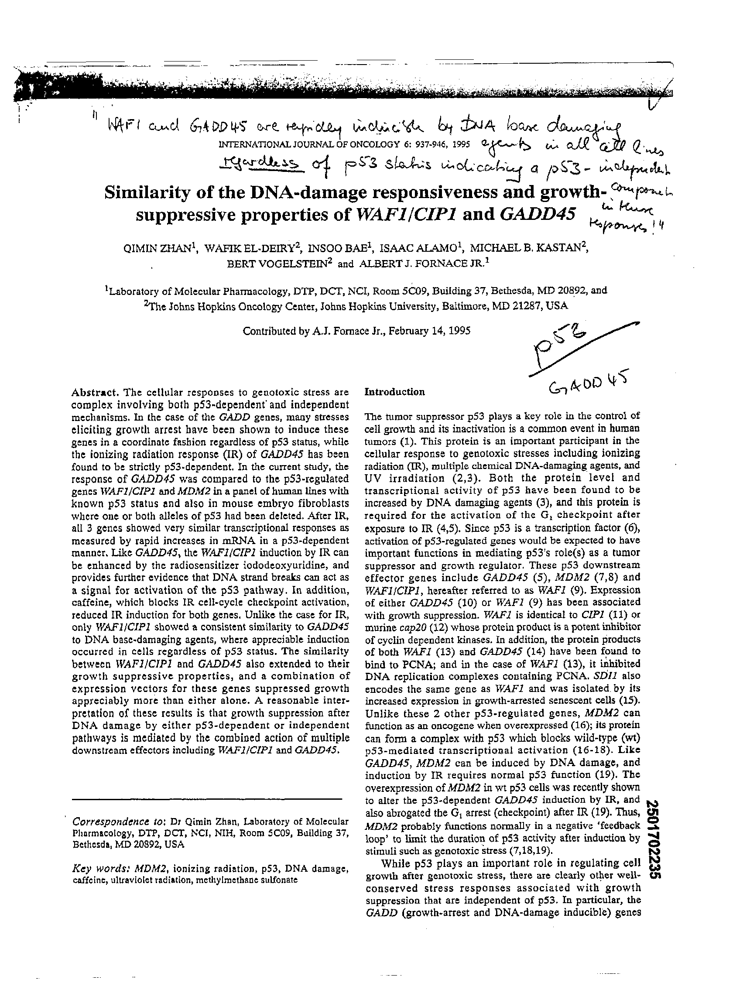 " WAF1 and GADD45 are rapidly inducible by DNA base damaging
INTERNATIONAL JOURNAL OF ONCOLOGY 6: 937-946, 1995 agents in all cell lines
regardless of p53 status indicating a p53-independent
component
in these
responses "
Similarity of the DNA-damage responsiveness and growth-
suppressive properties of WAF1/CIP1 and GADD45
QIMIN ZHAN1, WAFIK EL-DEIRY2, INSOO BAE1, ISAAC ALAMO1, MICHAEL B. KASTAN2,
BERT VOGELSTEIN2 and ALBERT J. FORNACE JR.1
1Laboratory of Molecular Pharmacology, DTP, DCT, NCI, Room 5C09, Building 37, Bethesda, MD 20892, and
2The Johns Hopkins Oncology Center, Johns Hopkins University, Baltimore, MD 21287, USA
Contributed by A.J. Fornace Jr., February 14, 1995
p53
GADD45
Abstract. The cellular responses to genotoxic stress are
complex involving both p53-dependent and independent
mechanisms. In the case of the GADD genes, many stresses
eliciting growth arrest have been shown to induce these
genes in a coordinate fashion regardless of p53 status, while
the ionizing radiation response (IR) of GADD45 has been
found to be strictly p53-dependent. In the current study, the
response of GADD45 was compared to the p53-regulated
genes WAF1/CIP1 and MDM2 in a panel of human lines with
known p53 status and also in mouse embryo fibroblasts
where one or both alleles of p53 had been deleted. After IR,
all 3 genes showed very similar transcriptional responses as
measured by rapid increases in mRNA in a p53-dependent
manner. Like GADD45, the WAF1/CIP1 induction by IR can
be enhanced by the radiosensitizer iododeoxyuridine, and
provides further evidence that DNA strand breaks can act as
a signal for activation of the p53 pathway. In addition,
caffeine, which blocks IR cell-cycle checkpoint activation,
reduced IR induction for both genes. Unlike the case for IR,
only WAF1/CIP1 showed a consistent similarity to GADD45
to DNA base-damaging agents, where appreciable induction
occurred in cells regardless of p53 status. The similarity
between WAF1/CIP1 and GADD45 also extended to their
growth suppressive properties, and a combination of
expression vectors for these genes suppressed growth
appreciably more than either alone. A reasonable inter-
pretation of these results is that growth suppression after
DNA damage by either p53-dependent or independent
pathways is mediated by the combined action of multiple
downstream effectors including WAF1/CIP1 and GADD45.
Correspondence to: Dr Qimin Zhan, Laboratory of Molecular
Pharmacology, DTP, DCT, NCI, NIH, Room 5C09, Building 37,
Bethesda, MD 20892, USA
Key words: MDM2, ionizing radiation, p53, DNA damage,
caffeine, ultraviolet radiation, methylmethane sulfonate
Introduction
The tumor suppressor p53 plays a key role in the control of
cell growth and its inactivation is a common event in human
tumors (1). This protein is an important participant in the
cellular response to genotoxic stresses including ionizing
radiation (IR), multiple chemical DNA-damaging agents, and
UV irradiation (2,3). Both the protein level and
transcriptional activity of p53 have been found to be
increased by DNA damaging agents (3), and this protein is
required for the activation of the G1 checkpoint after
exposure to IR (4,5). Since p53 is a transcription factor (6),
activation of p53-regulated genes would be expected to have
important functions in mediating p53's role(s) as a tumor
suppressor and growth regulator. These p53 downstream
effector genes include GADD45 (5), MDM2 (7,8) and
WAF1/CIP1, hereafter referred to as WAF1 (9). Expression
of either GADD45 (10) or WAF1 (9) has been associated
with growth suppression. WAF1 is identical to CIP1 (11) or
murine cap20 (12) whose protein product is a potent inhibitor
of cyclin dependent kinases. In addition, the protein products
of both WAF1 (13) and GADD45 (14) have been found to
bind to PCNA; and in the case of WAF1 (13), it inhibited
DNA replication complexes containing PCNA. SDI1 also
encodes the same gene as WAF1 and was isolated by its
increased expression in growth-arrested senescent cells (15).
Unlike these 2 other p53-regulated genes, MDM2 can
function as an oncogene when overexpressed (16); its protein
can form a complex with p53 which blocks wild-type (wt)
p53-mediated transcriptional activation (16-18). Like
GADD45, MDM2 can be induced by DNA damage, and
induction by IR requires normal p53 function (19). The
overexpression of MDM2 in wt p53 cells was recently shown
to alter the p53-dependent GADD45 induction by IR, and
also abrogated the G1 arrest (checkpoint) after IR (19). Thus,
MDM2 probably functions normally in a negative 'feedback
loop' to limit the duration of p53 activity after induction by
stimuli such as genotoxic stress (7,18,19).
While p53 plays an important role in regulating cell
growth after genotoxic stress, there are clearly other well-
conserved stress responses associated with growth
suppression that are independent of p53. In particular, the
GADD (growth-arrest and DNA-damage inducible) genes
2501702235